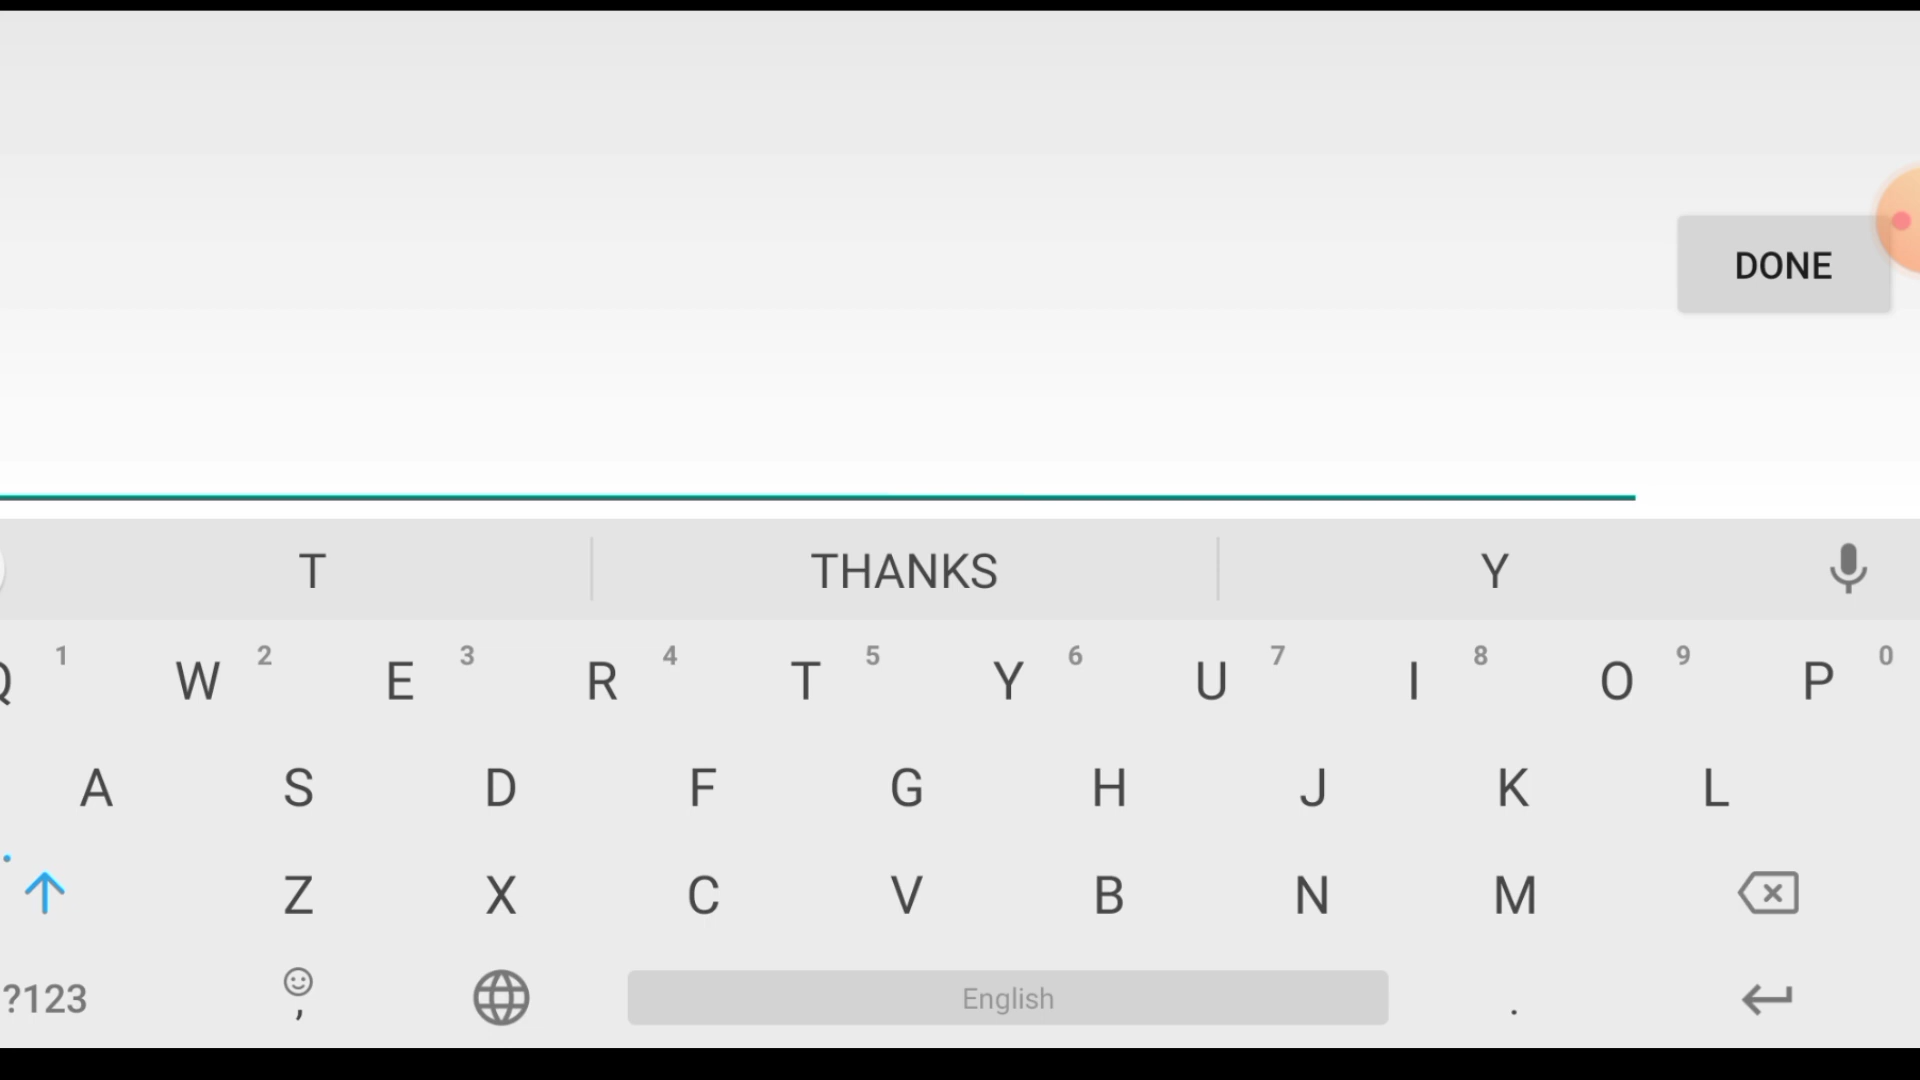 DONE
T THANKS Y
Q 1 W 2 E 3 R 4 T 5 Y 6 U 7 I 8 O 9 P 0
A S D F G H J K L
Z X C V B N M
?123 , English .